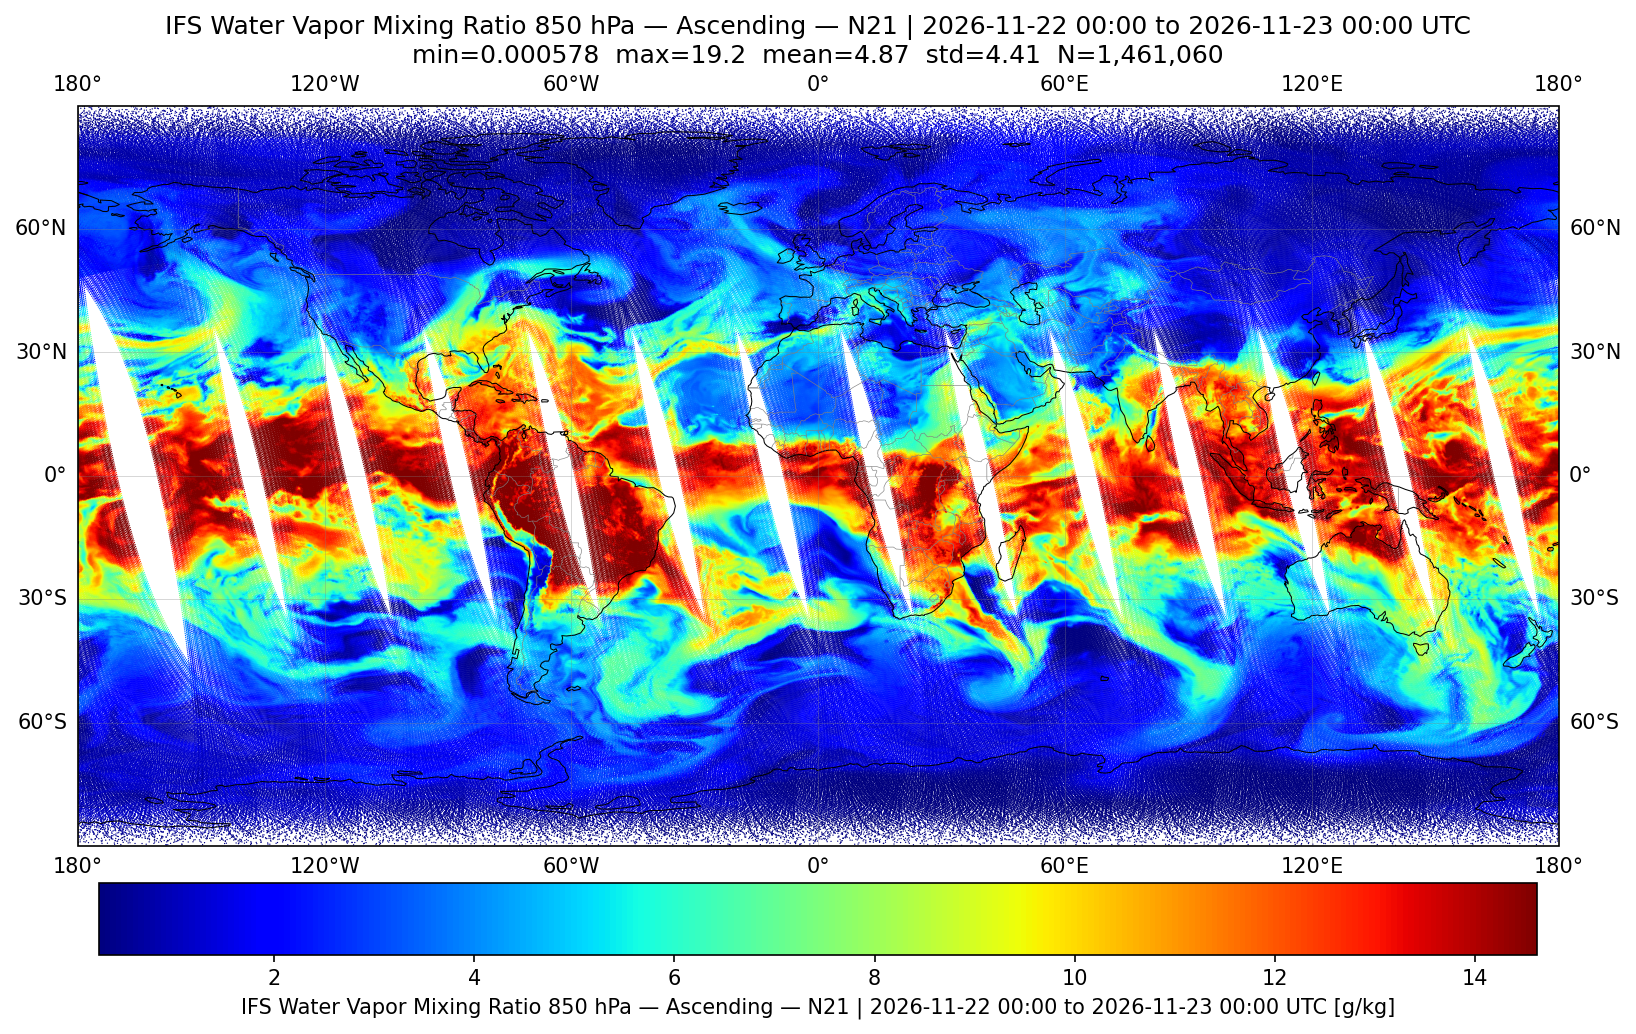 IFS Water Vapor Mixing Ratio 850 hPa — Ascending — N21 | 2026-11-22 00:00 to 2026-11-23 00:00 UTC
min=0.000578 max=19.2 mean=4.87 std=4.41 N=1,461,060
180° 120°W 60°W 0° 60°E 120°E 180°
60°N 60°N
30°N 30°N
0° 0°
30°S 30°S
60°S 60°S
180° 120°W 60°W 0° 60°E 120°E 180°
2 4 6 8 10 12 14
IFS Water Vapor Mixing Ratio 850 hPa — Ascending — N21 | 2026-11-22 00:00 to 2026-11-23 00:00 UTC [g/kg]